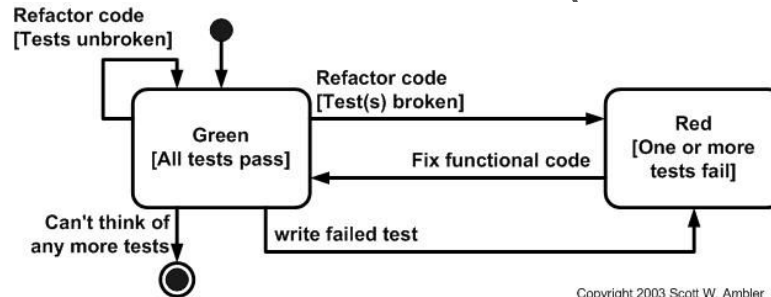 Refactor code
[Tests unbroken]
Refactor code
[Test(s) broken]
Green
[All tests pass]
Red
[One or more
tests fail]
Fix functional code
Can't think of
any more tests
write failed test
Copyright 2003 Scott W. Ambler